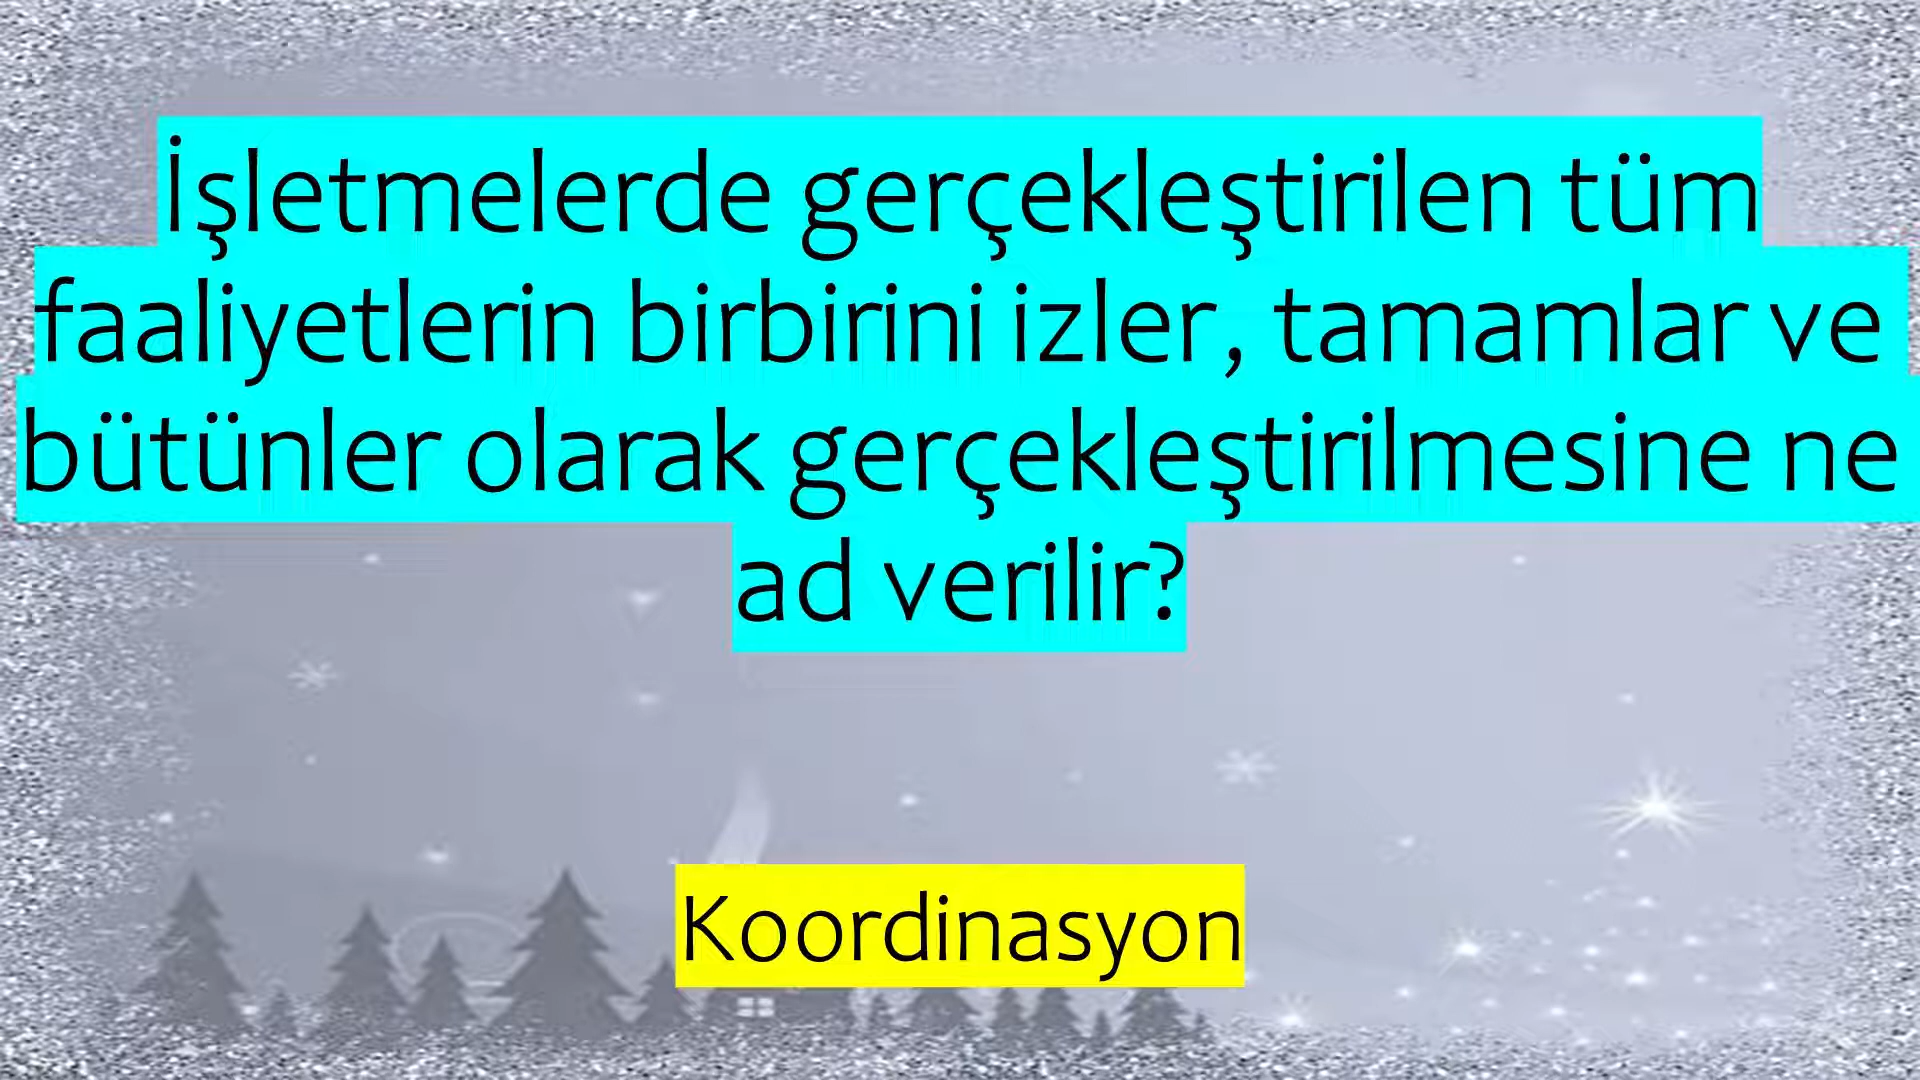 İşletmelerde gerçekleştirilen tüm
faaliyetlerin birbirini izler, tamamlar ve
bütünler olarak gerçekleştirilmesine ne
ad verilir?
Koordinasyon